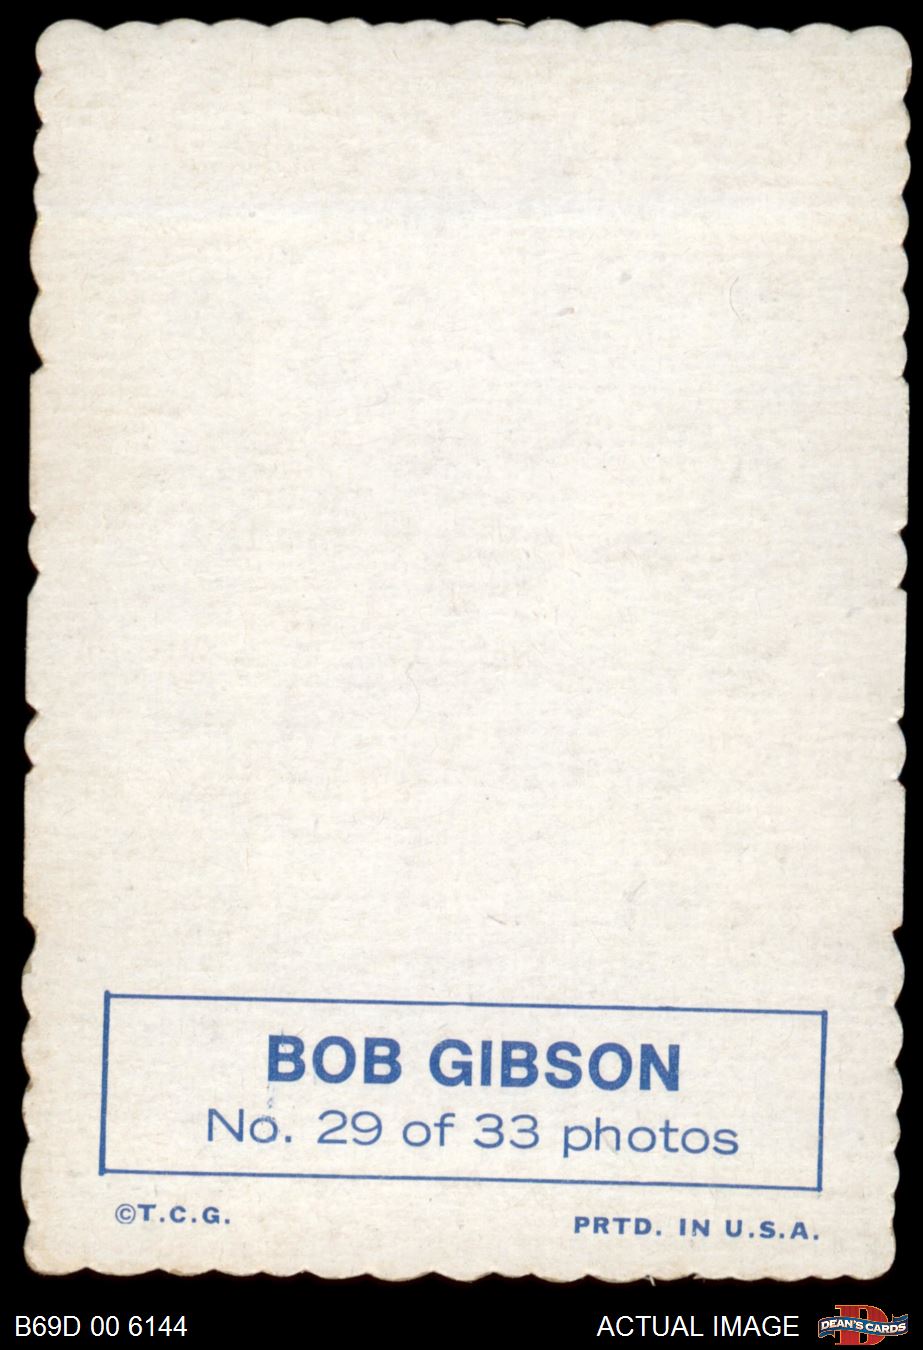 BOB GIBSON
No. 29 of 33 photos
©T.C.G. PRTD. IN U.S.A.
B69D 00 6144 ACTUAL IMAGE DEAN'S CARDS